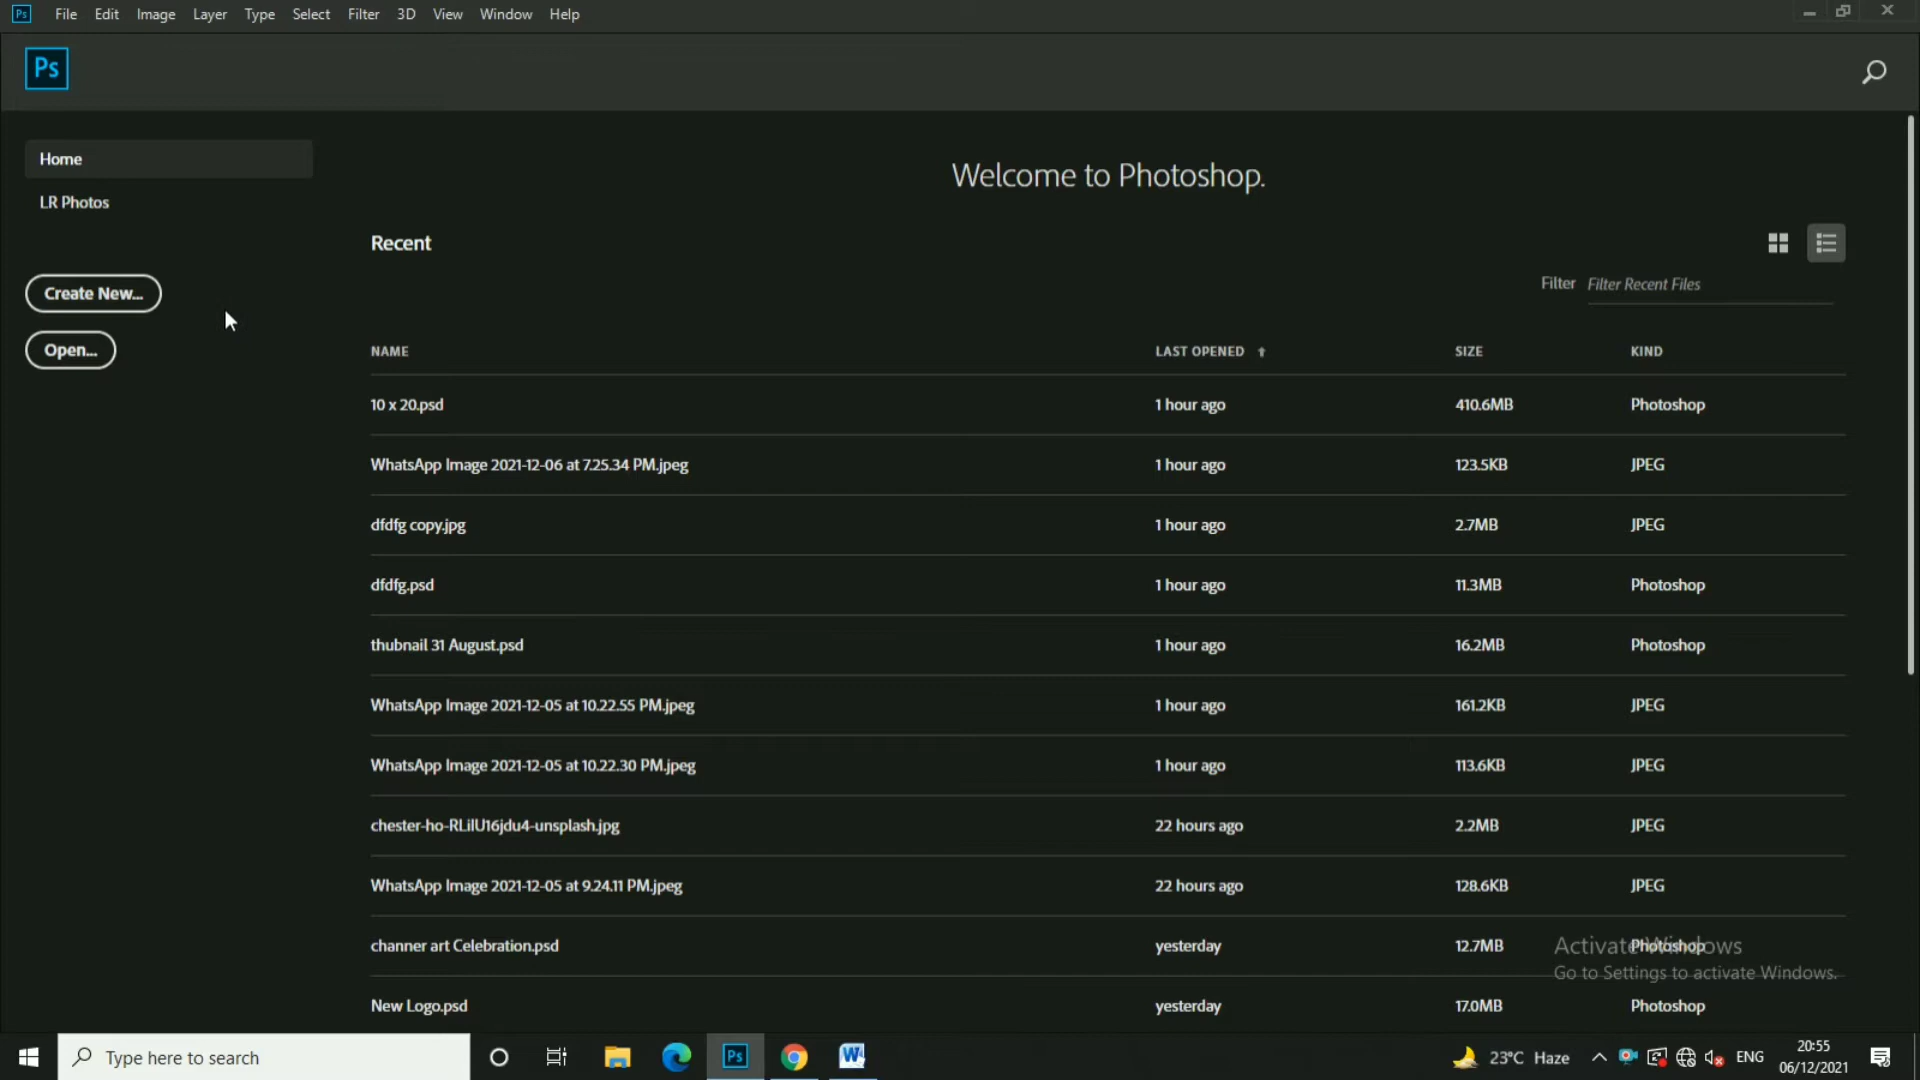 Ps File Edit Image Layer Type Select Filter 3D View Window Help
Ps
Home
LR Photos
Create New...
Open...
Welcome to Photoshop.
Recent
Filter Filter Recent Files
NAME LAST OPENED SIZE KIND
10 x 20.psd 1 hour ago 410.6MB Photoshop
WhatsApp Image 2021-12-06 at 7.25.34 PM.jpeg 1 hour ago 123.5KB JPEG
dfdfg copy.jpg 1 hour ago 2.7MB JPEG
dfdfg.psd 1 hour ago 11.3MB Photoshop
thubnail 31 August.psd 1 hour ago 16.2MB Photoshop
WhatsApp Image 2021-12-05 at 10.22.55 PM.jpeg 1 hour ago 161.2KB JPEG
WhatsApp Image 2021-12-05 at 10.22.30 PM.jpeg 1 hour ago 113.6KB JPEG
chester-ho-RLilU16jdu4-unsplash.jpg 22 hours ago 2.2MB JPEG
WhatsApp Image 2021-12-05 at 9.24.11 PM.jpeg 22 hours ago 128.6KB JPEG
channer art Celebration.psd yesterday 12.7MB Photoshop
Activate Windows
Go to Settings to activate Windows.
New Logo.psd yesterday 17.0MB Photoshop
Type here to search Ps W 23°C Haze ENG 20:55
06/12/2021